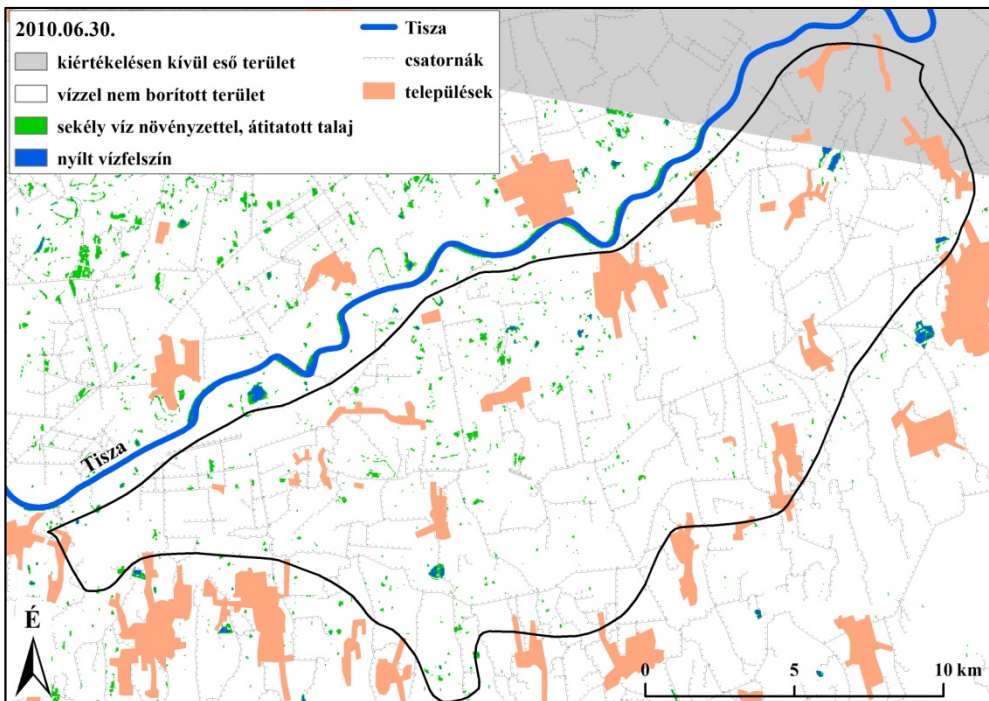 2010.06.30.
kiértékelésen kívül eső terület
vízzel nem borított terület
sekély víz növényzettel, átitatott talaj
nyílt vízfelszín
Tisza
csatornák
települések
Tisza
É
0 5 10 km